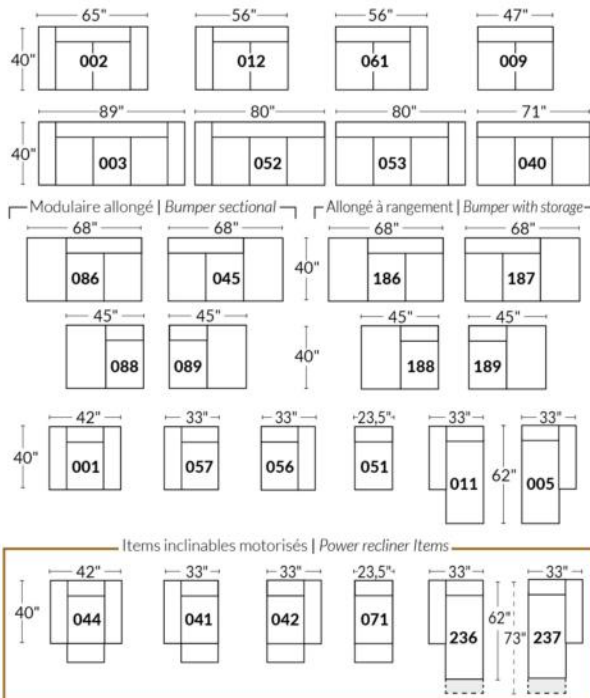 65" 56" 56" 47"
40" 002 012 061 009
89" 80" 80" 71"
40" 003 052 053 040
Modulaire allongé | Bumper sectional Allongé à rangement | Bumper with storage
68" 68" 68" 68"
086 045 40" 186 187
45" 45" 45" 45"
088 089 40" 188 189
42" 33" 33" 23,5" 33" 33"
40" 001 057 056 051 011 62" 005
Items inclinables motorisés | Power recliner Items
42" 33" 33" 23,5" 33" 33"
40" 044 041 042 071 236 62" 73" 237